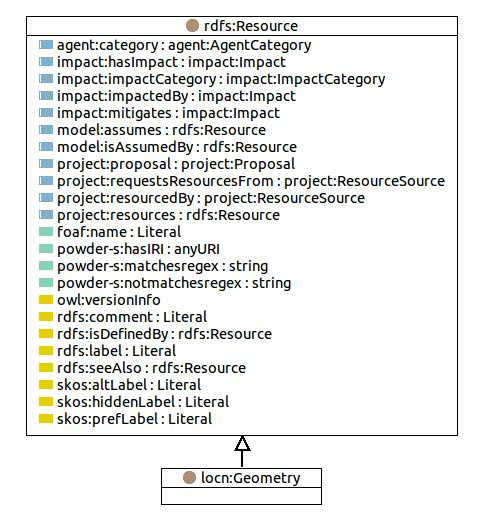 rdfs:Resource
agent:category : agent:AgentCategory
impact:hasImpact : impact:Impact
impact:impactCategory : impact:ImpactCategory
impact:impactedBy : impact:Impact
impact:mitigates : impact:Impact
model:assumes : rdfs:Resource
model:isAssumedBy : rdfs:Resource
project:proposal : project:Proposal
project:requestsResourcesFrom : project:ResourceSource
project:resourcedBy : project:ResourceSource
project:resources : rdfs:Resource
foaf:name : Literal
powder-s:hasIRI : anyURI
powder-s:matchesregex : string
powder-s:notmatchesregex : string
owl:versionInfo
rdfs:comment : Literal
rdfs:isDefinedBy : rdfs:Resource
rdfs:label : Literal
rdfs:seeAlso : rdfs:Resource
skos:altLabel : Literal
skos:hiddenLabel : Literal
skos:prefLabel : Literal
locn:Geometry